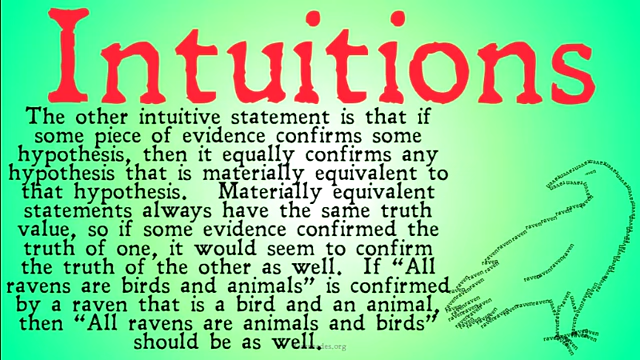 Intuitions
The other intuitive statement is that if
some piece of evidence confirms some
hypothesis, then it equally confirms any
hypothesis that is materially equivalent to
that hypothesis. Materially equivalent
statements always have the same truth
value, so if some evidence confirmed the
truth of one, it would seem to confirm
the truth of the other as well. If “All
ravens are birds and animals” is confirmed
by a raven that is a bird and an animal,
then “All ravens are animals and birds”
should be as well.